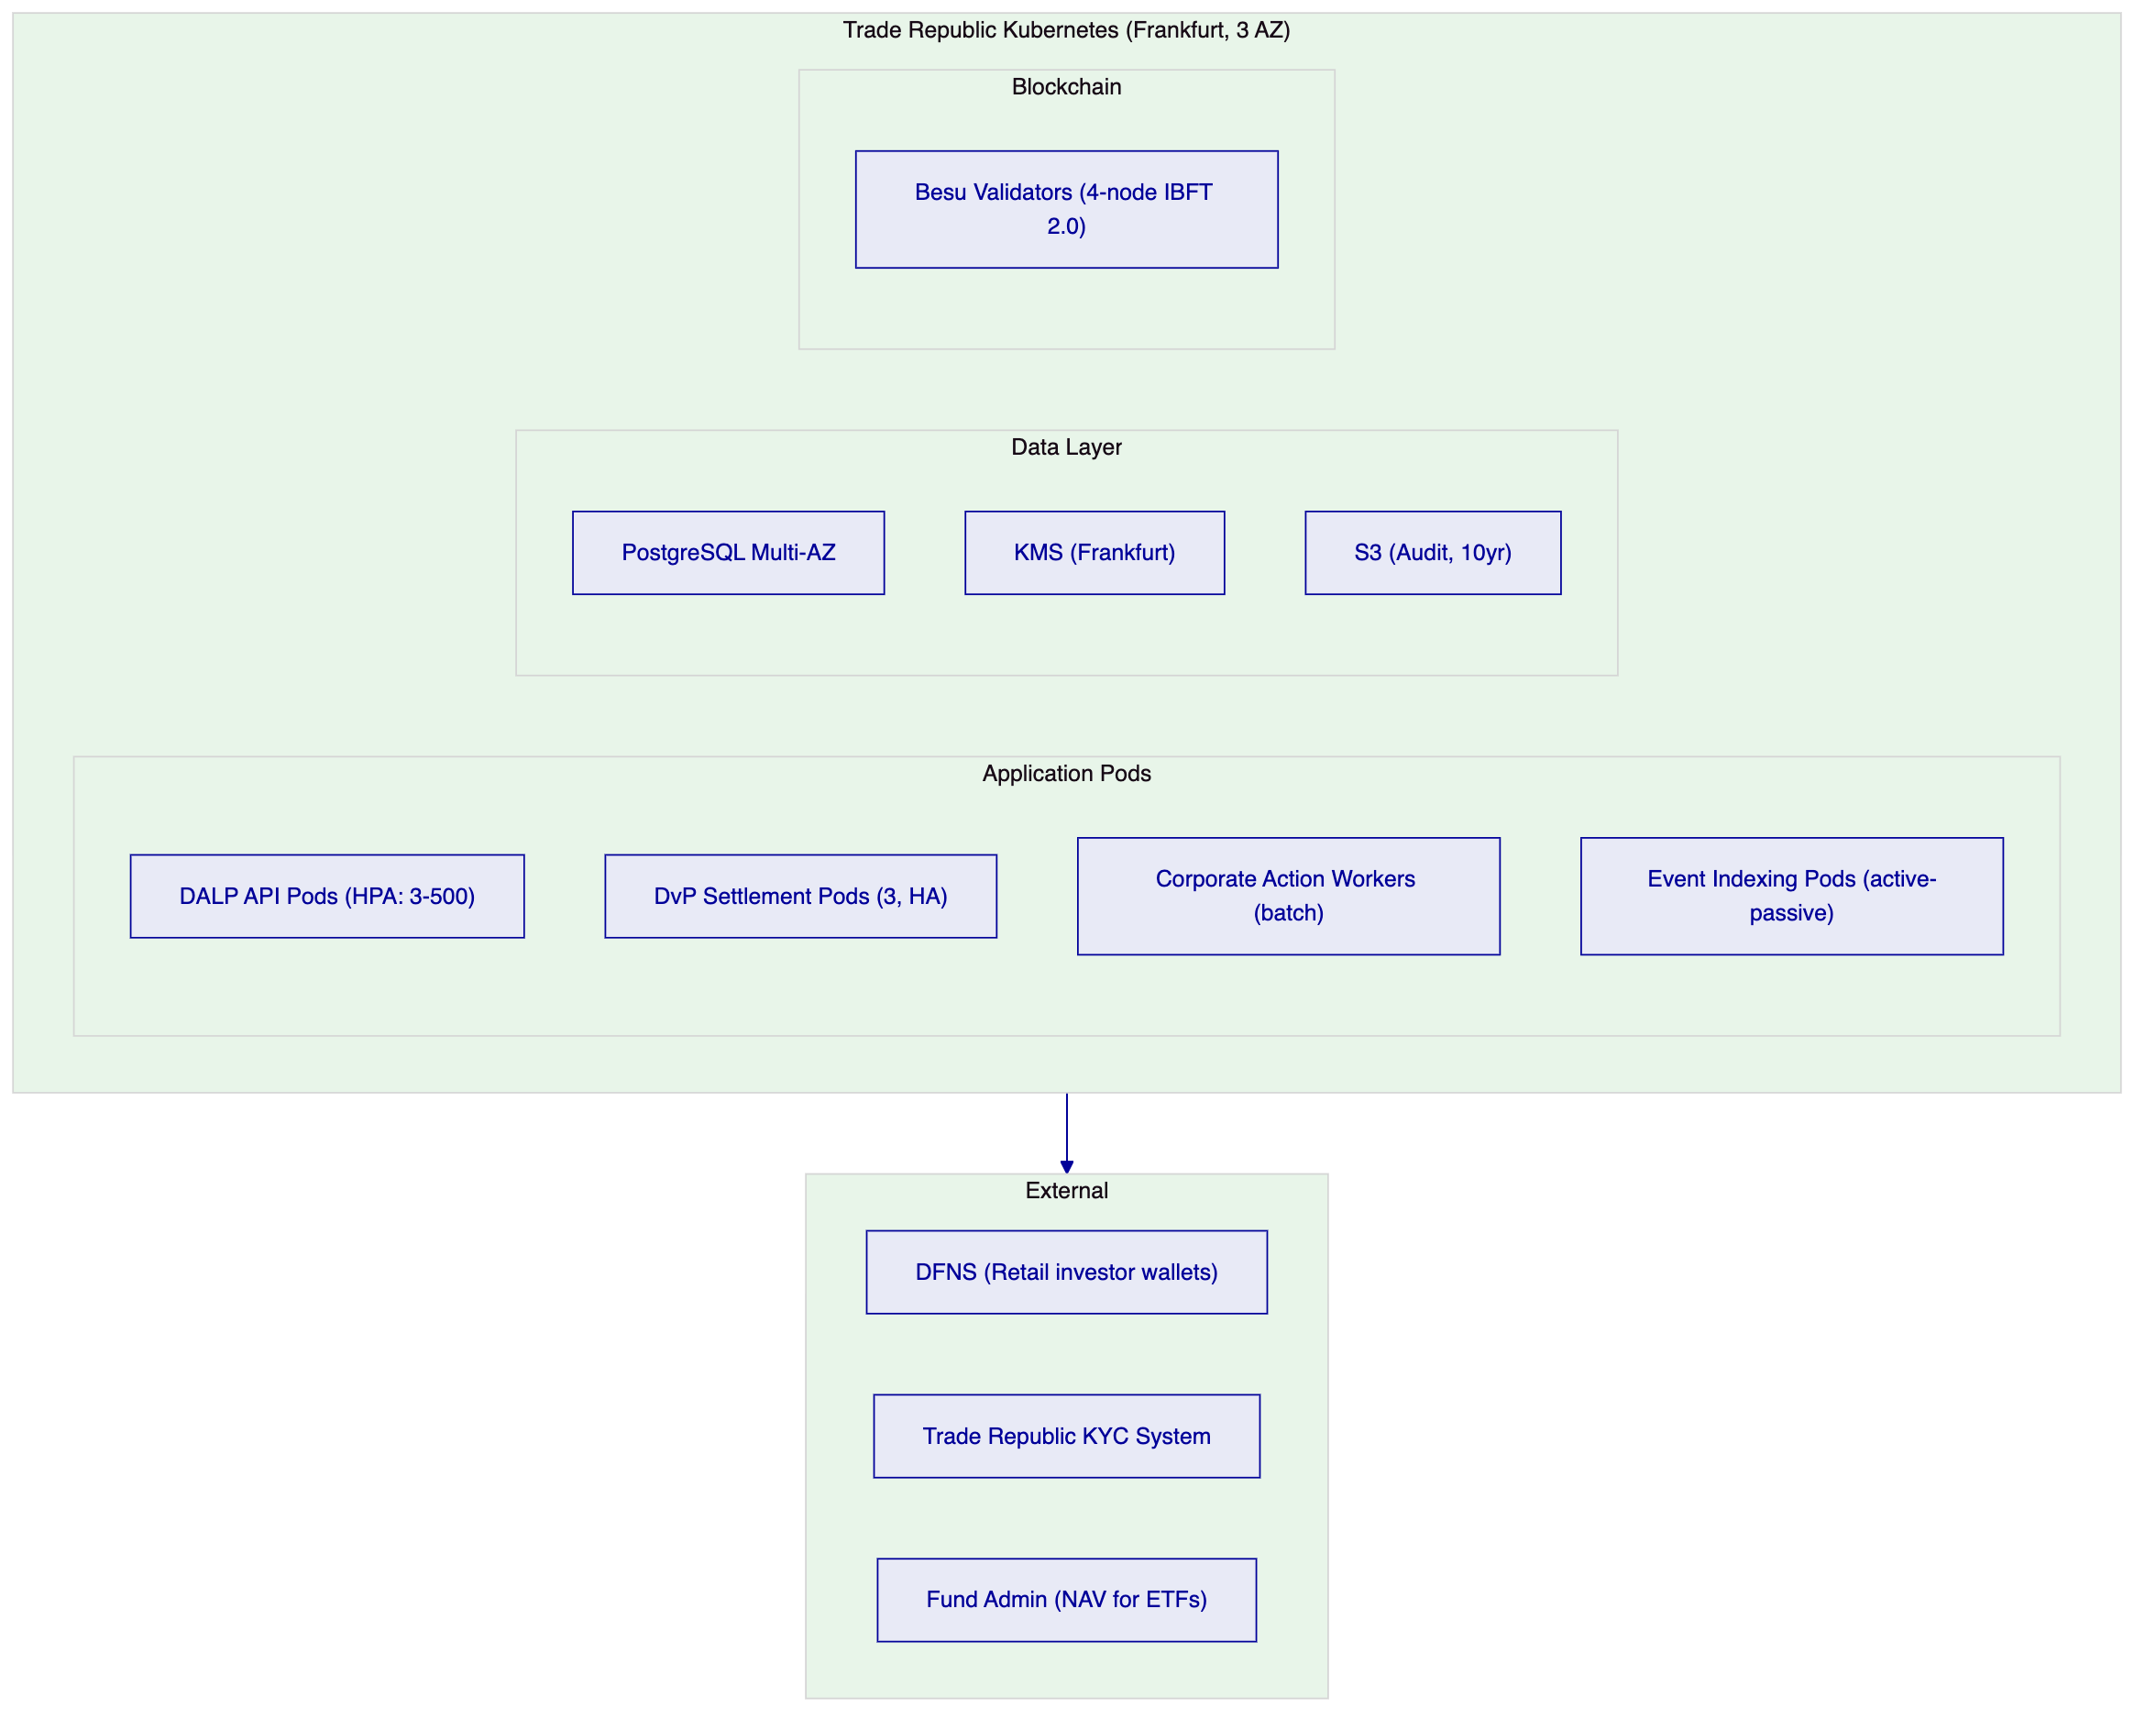 Trade Republic Kubernetes (Frankfurt, 3 AZ)
Blockchain
Besu Validators (4-node IBFT
2.0)
Data Layer
PostgreSQL Multi-AZ
KMS (Frankfurt)
S3 (Audit, 10yr)
Application Pods
DALP API Pods (HPA: 3-500)
DvP Settlement Pods (3, HA)
Corporate Action Workers
(batch)
Event Indexing Pods (active-
passive)
External
DFNS (Retail investor wallets)
Trade Republic KYC System
Fund Admin (NAV for ETFs)